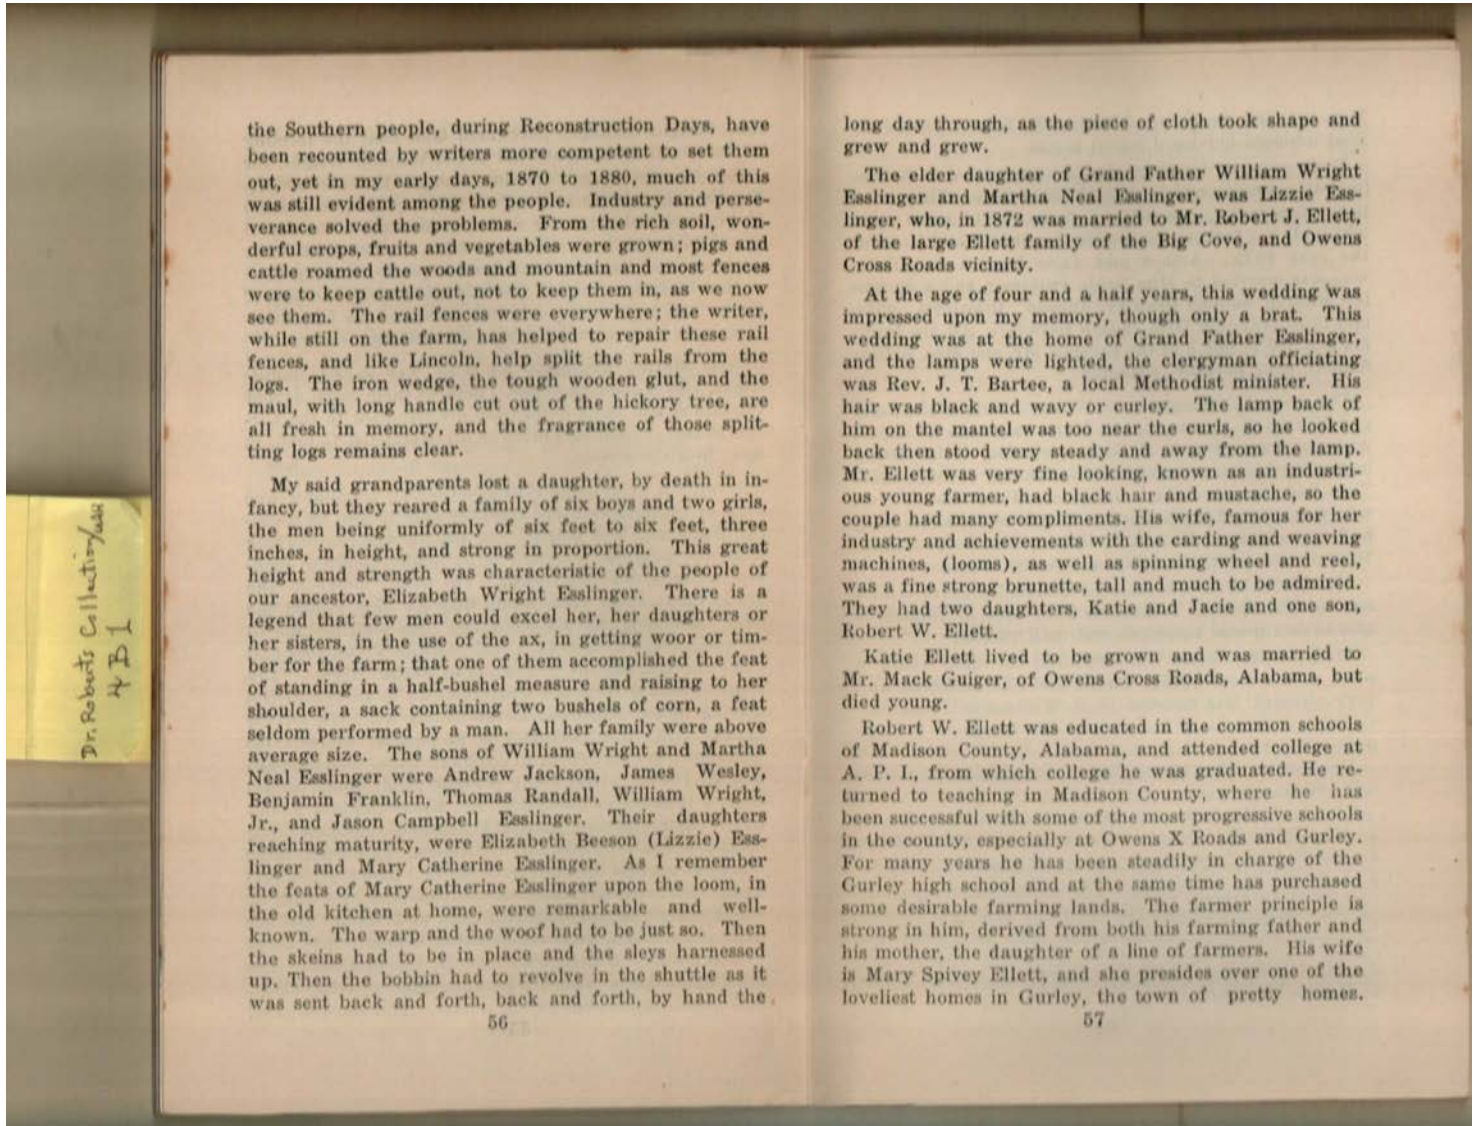 the Southern people, during Reconstruction Days, have
been recounted by writers more competent to set them
out, yet in my early days, 1870 to 1880, much of this
was still evident among the people. Industry and perse-
verance solved the problems. From the rich soil, won-
derful crops, fruits and vegetables were grown; pigs and
cattle roamed the woods and mountain and most fences
were to keep cattle out, not to keep them in, as we now
see them. The rail fences were everywhere; the writer,
while still on the farm, has helped to repair these rail
fences, and like Lincoln, help split the rails from the
logs. The iron wedge, the tough wooden glut, and the
maul, with long handle cut out of the hickory tree, are
all fresh in memory, and the fragrance of those split-
ting logs remains clear.
My said grandparents lost a daughter, by death in in-
fancy, but they reared a family of six boys and two girls,
the men being uniformly of six feet to six feet, three
inches, in height, and strong in proportion. This great
height and strength was characteristic of the people of
our ancestor, Elizabeth Wright Esslinger. There is a
legend that few men could excel her, her daughters or
her sisters, in the use of the ax, in getting woor or tim-
ber for the farm; that one of them accomplished the feat
of standing in a half-bushel measure and raising to her
shoulder, a sack containing two bushels of corn, a feat
seldom performed by a man. All her family were above
average size. The sons of William Wright and Martha
Neal Esslinger were Andrew Jackson, James Wesley,
Benjamin Franklin, Thomas Randall, William Wright,
Jr., and Jason Campbell Esslinger. Their daughters
reaching maturity, were Elizabeth Beeson (Lizzie) Ess-
linger and Mary Catherine Esslinger. As I remember
the feats of Mary Catherine Esslinger upon the loom, in
the old kitchen at home, were remarkable and well-
known. The warp and the woof had to be just so. Then
the skeins had to be in place and the sleys harnessed
up. Then the bobbin had to revolve in the shuttle as it
was sent back and forth, back and forth, by hand the
56
long day through, as the piece of cloth took shape and
grew and grew.
The elder daughter of Grand Father William Wright
Esslinger and Martha Neal Esslinger, was Lizzie Ess-
linger, who, in 1872 was married to Mr. Robert J. Ellett,
of the large Ellett family of the Big Cove, and Owens
Cross Roads vicinity.
At the age of four and a half years, this wedding was
impressed upon my memory, though only a brat. This
wedding was at the home of Grand Father Esslinger,
and the lamps were lighted, the clergyman officiating
was Rev. J. T. Bartee, a local Methodist minister. His
hair was black and wavy or curley. The lamp back of
him on the mantel was too near the curls, so he looked
back then stood very steady and away from the lamp.
Mr. Ellett was very fine looking, known as an industri-
ous young farmer, had black hair and mustache, so the
couple had many compliments. His wife, famous for her
industry and achievements with the carding and weaving
machines, (looms), as well as spinning wheel and reel,
was a fine strong brunette, tall and much to be admired.
They had two daughters, Katie and Jacie and one son,
Robert W. Ellett.
Katie Ellett lived to be grown and was married to
Mr. Mack Guiger, of Owens Cross Roads, Alabama, but
died young.
Robert W. Ellett was educated in the common schools
of Madison County, Alabama, and attended college at
A. P. I., from which college he was graduated. He re-
turned to teaching in Madison County, where he has
been successful with some of the most progressive schools
in the county, especially at Owens X Roads and Gurley.
For many years he has been steadily in charge of the
Gurley high school and at the same time has purchased
some desirable farming lands. The farmer principle is
strong in him, derived from both his farming father and
his mother, the daughter of a line of farmers. His wife
is Mary Spivey Ellett, and she presides over one of the
loveliest homes in Gurley, the town of pretty homes.
57
Dr. Roberts Collection/
4 B 1